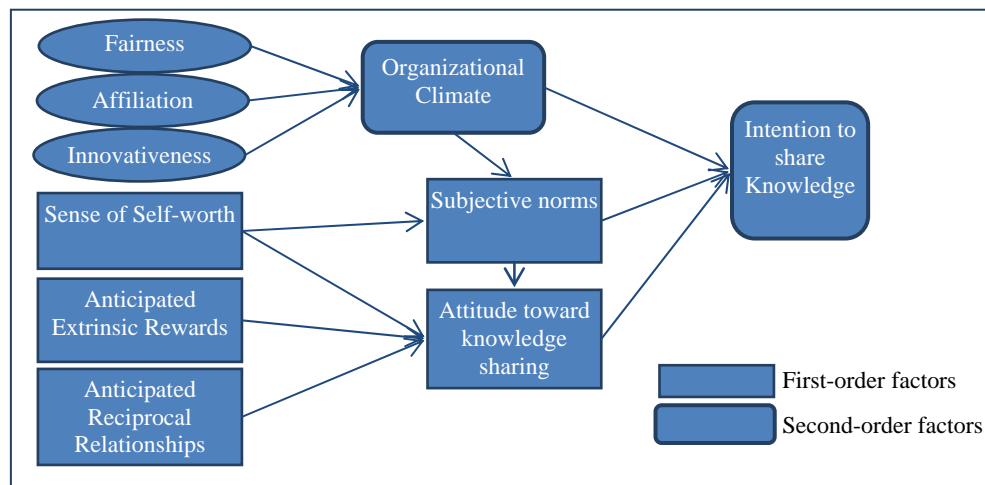 Fairness
Affiliation
Innovativeness
Organizational
Climate
Intention to
share
Knowledge
Sense of Self-worth
Subjective norms
Anticipated
Extrinsic Rewards
Attitude toward
knowledge
sharing
Anticipated
Reciprocal
Relationships
First-order factors
Second-order factors